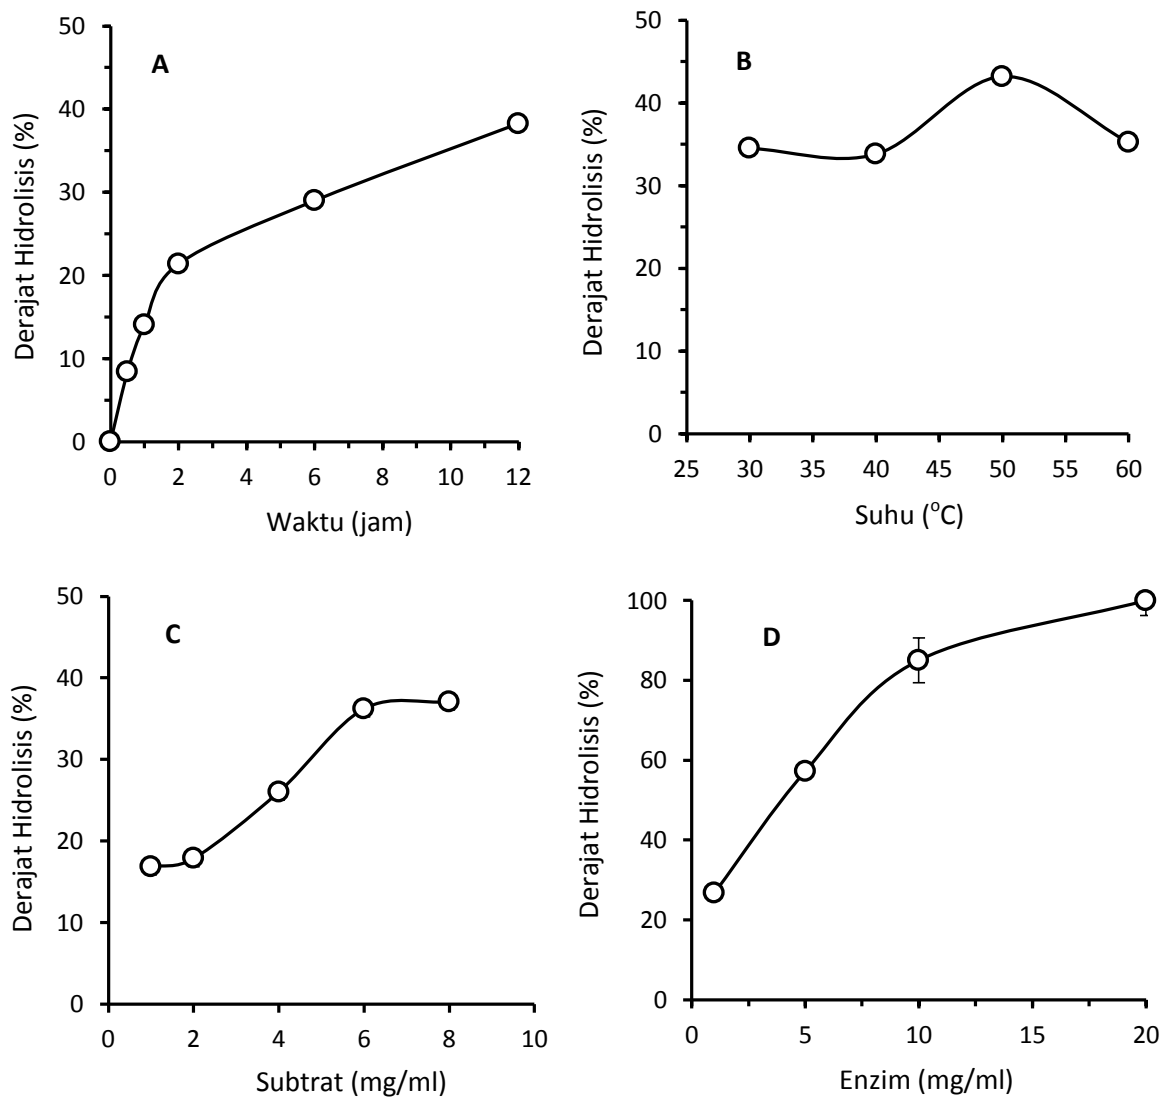 A
Derajat Hidrolisis (%)
50
40
30
20
10
0
0 2 4 6 8 10 12
Waktu (jam)
B
Derajat Hidrolisis (%)
50
40
30
20
10
0
25 30 35 40 45 50 55 60
Suhu (°C)
C
Derajat Hidrolisis (%)
50
40
30
20
10
0
0 2 4 6 8 10
Subtrat (mg/ml)
D
Derajat Hidrolisis (%)
100
80
60
40
20
0
0 5 10 15 20
Enzim (mg/ml)